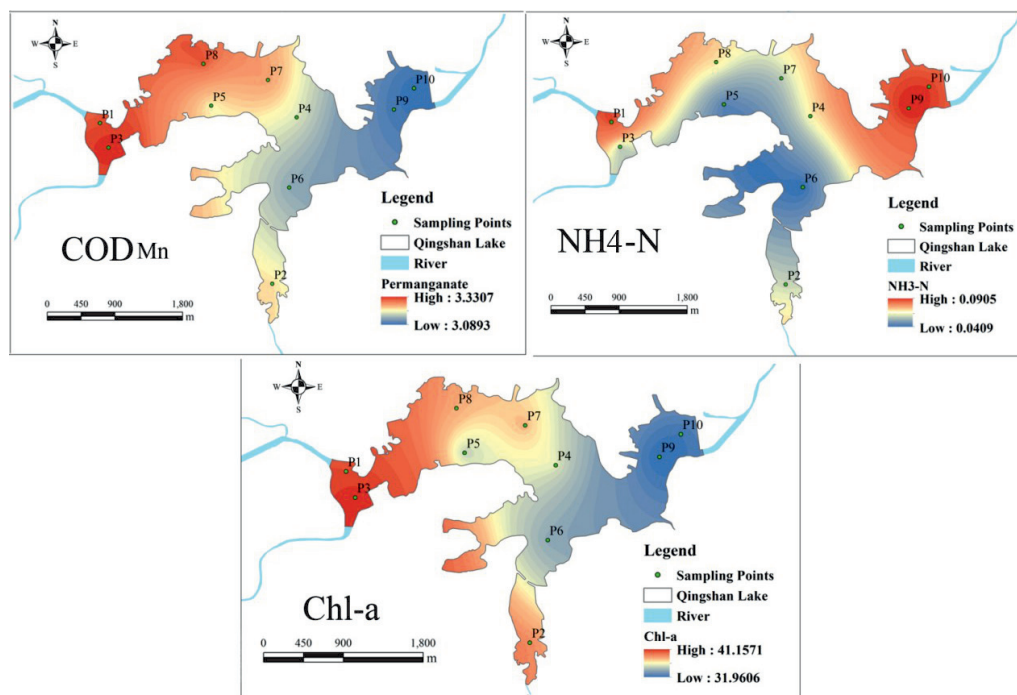 N
W E
S
P8
P7
P10
P5
P9
P1
P4
P3
P6
P2
COD Mn
0 450 900 1,800
m
Legend
Sampling Points
Qingshan Lake
River
Permanganate
High : 3.3307
Low : 3.0893
N
W E
S
P8
P7
P10
P5
P9
P1
P4
P3
P6
P2
NH4-N
0 450 900 1,800
m
Legend
Sampling Points
Qingshan Lake
River
NH3-N
High : 0.0905
Low : 0.0409
N
W E
S
P8
P7
P10
P5
P4
P9
P1
P3
P6
P2
Chl-a
0 450 900 1,800
m
Legend
Sampling Points
Qingshan Lake
River
Chl-a
High : 41.1571
Low : 31.9606